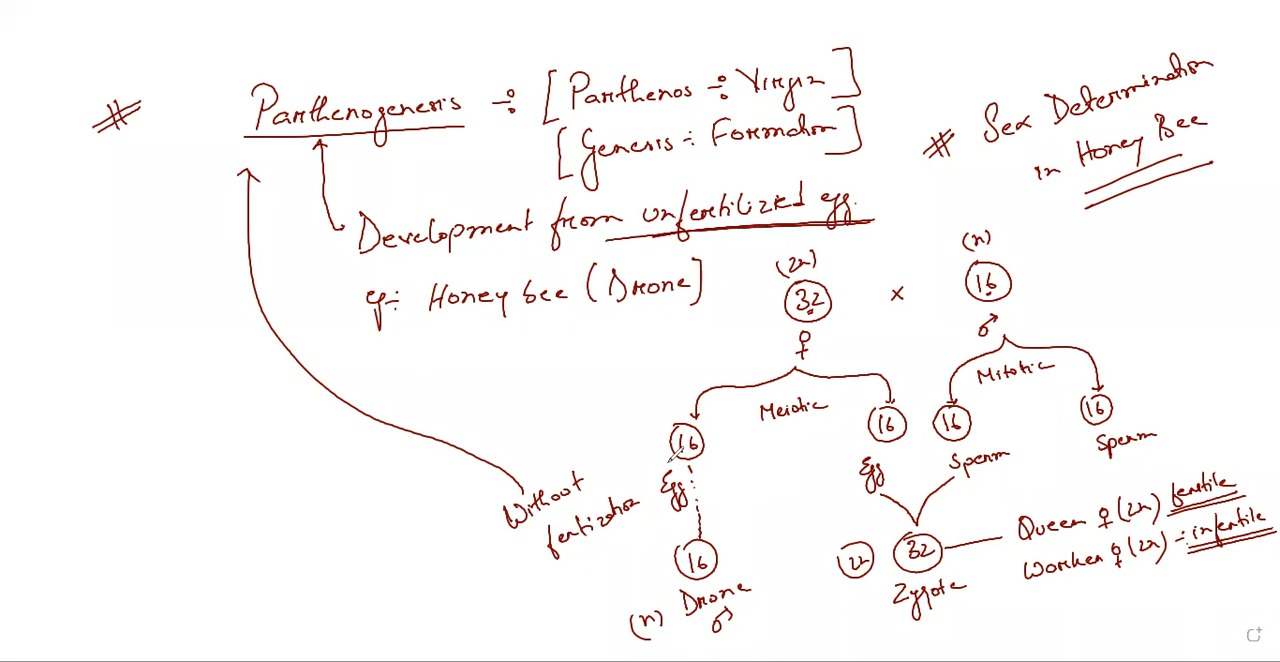 # Parthenogenesis ÷ [Parthenos ÷ Virgin]
[Genesis ÷ Formation]
# Sex Determination
in Honey Bee
Development from unfertilized egg.
eg ÷ Honey bee (Drone]
(2n)
32
♀
x
(n)
16
♂
Meiotic
Mitotic
16
Egg
16
Egg
16
Sperm
16
Sperm
Without
fertization
16
(n) Drone
♂
2n
32
Zygote
Queen ♀ (2n) fertile
Worker ♀ (2n) ÷ infertile